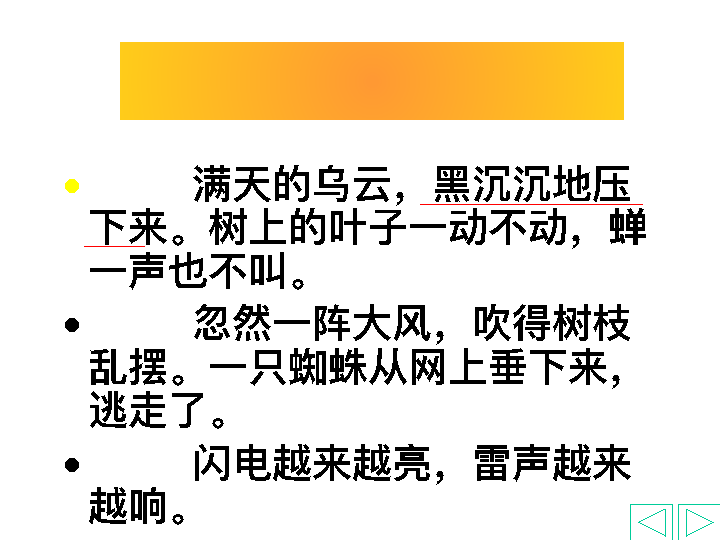 满天的乌云，黑沉沉地压
下来。树上的叶子一动不动，蝉
一声也不叫。
忽然一阵大风，吹得树枝
乱摆。一只蜘蛛从网上垂下来，
逃走了。
闪电越来越亮，雷声越来
越响。